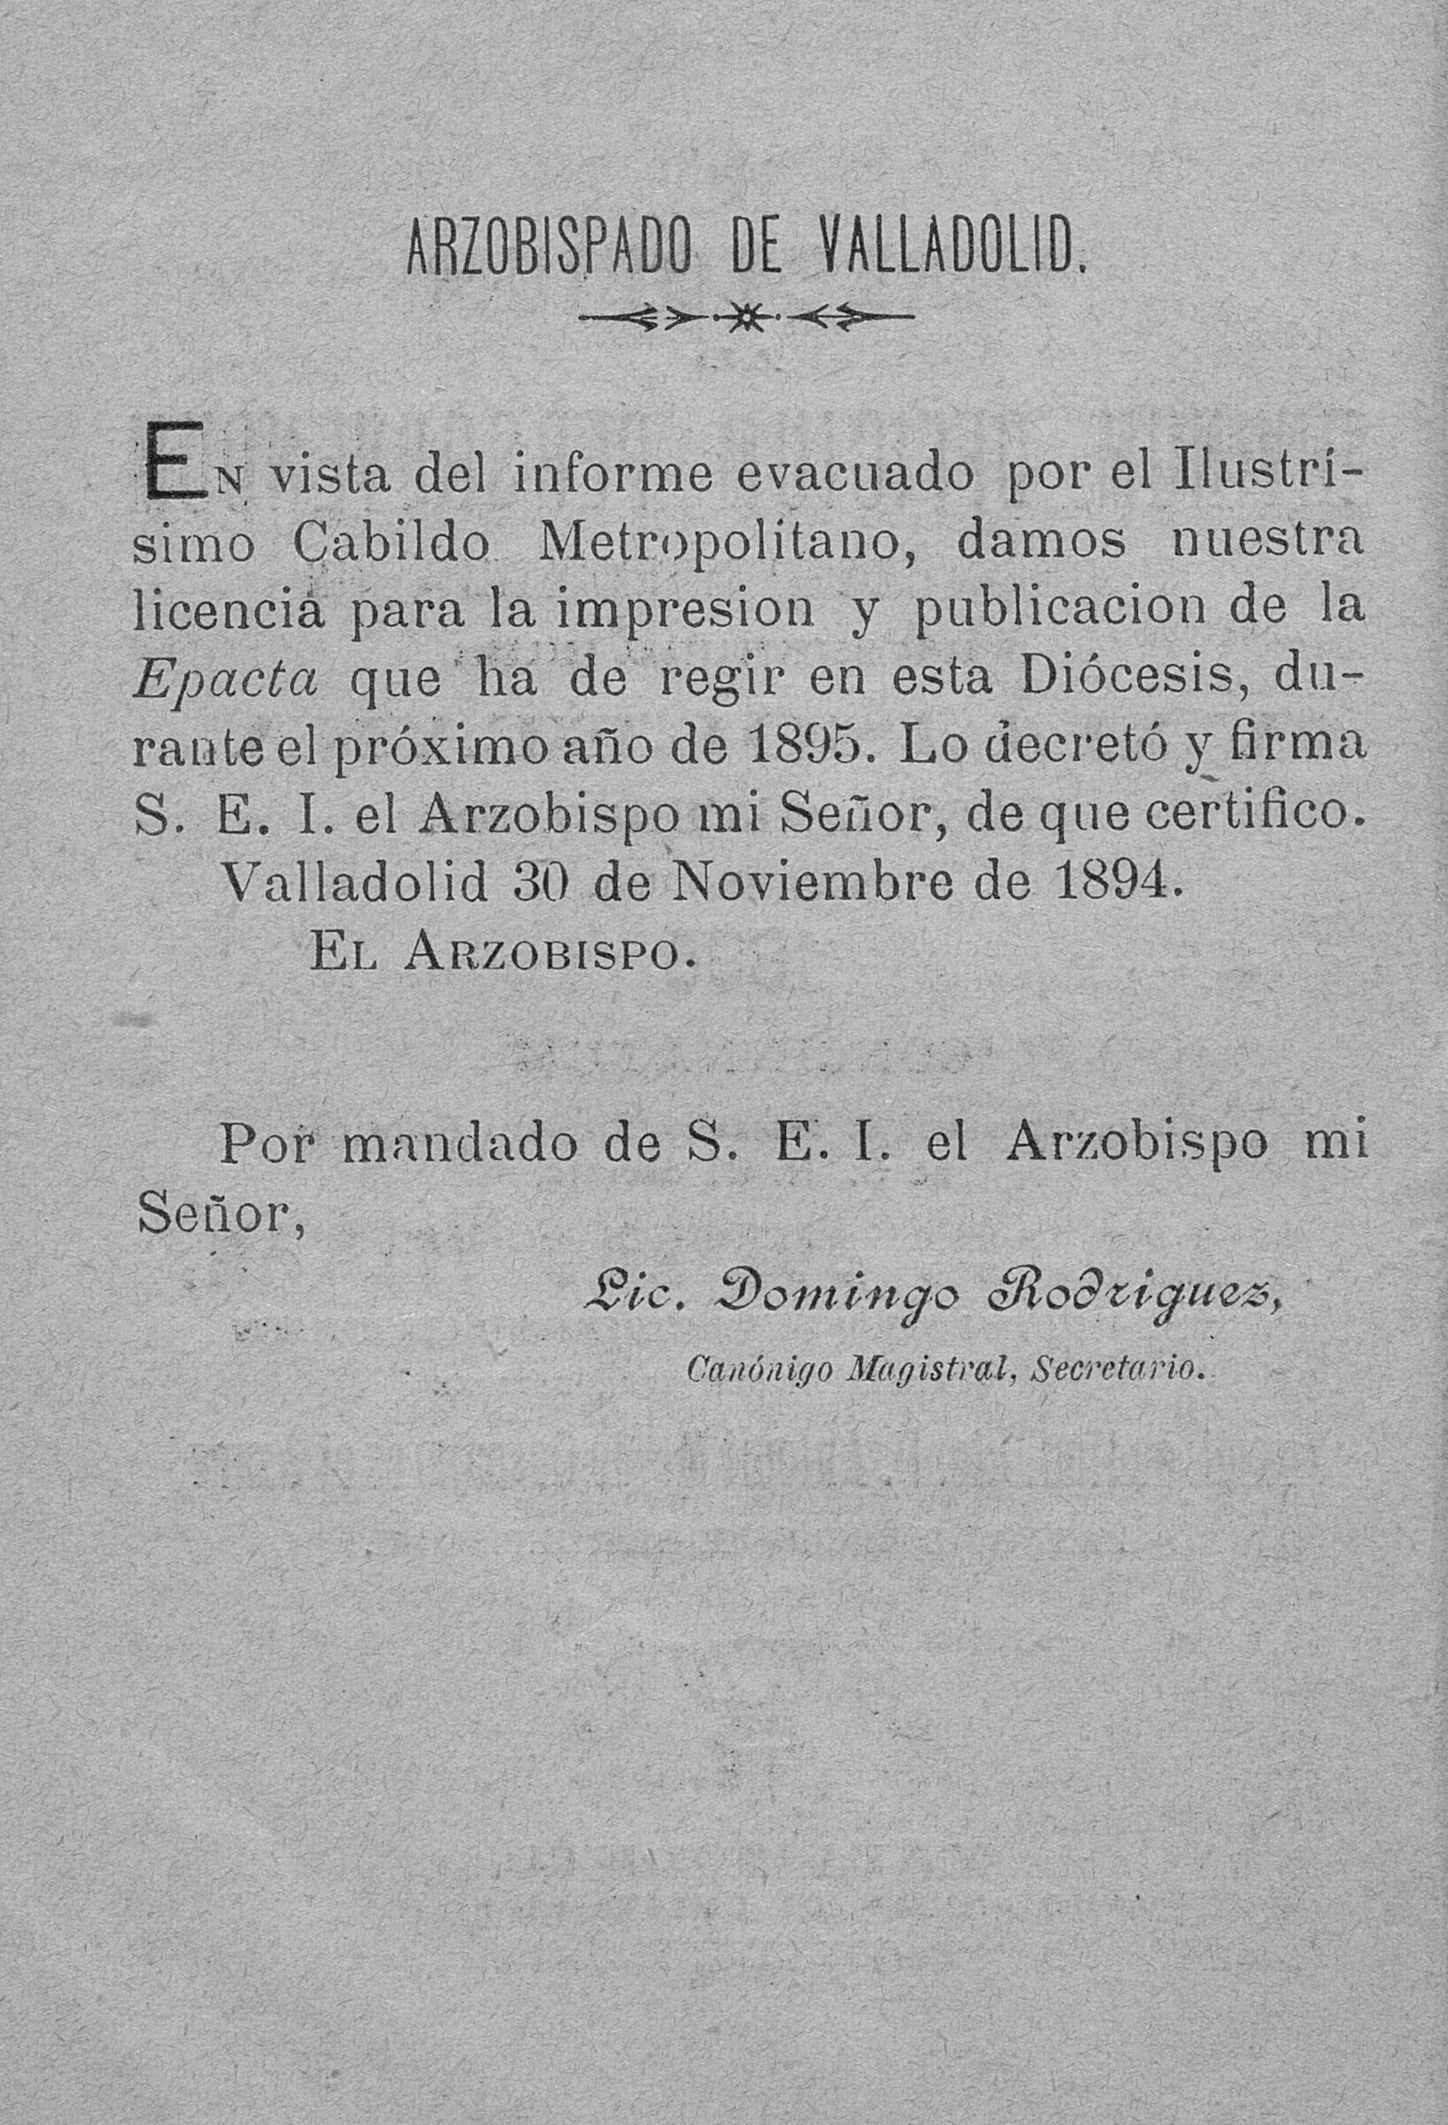 ARZOBISPADO DE VALLADOLID.
EN vista del informe evacuado por el Ilustrí-
simo Cabildo Metropolitano, damos nuestra
licencia para la impresion y publicacion de la
Epacta que ha de regir en esta Diócesis, du-
rante el próximo año de 1895. Lo decretó y firma
S. E. I. el Arzobispo mi Señor, de que certifico.
Valladolid 30 de Noviembre de 1894.
EL ARZOBISPO.
Por mandado de S. E. I. el Arzobispo mi
Señor,
Lic. Domingo Rodriguez,
Canónigo Magistral, Secretario.